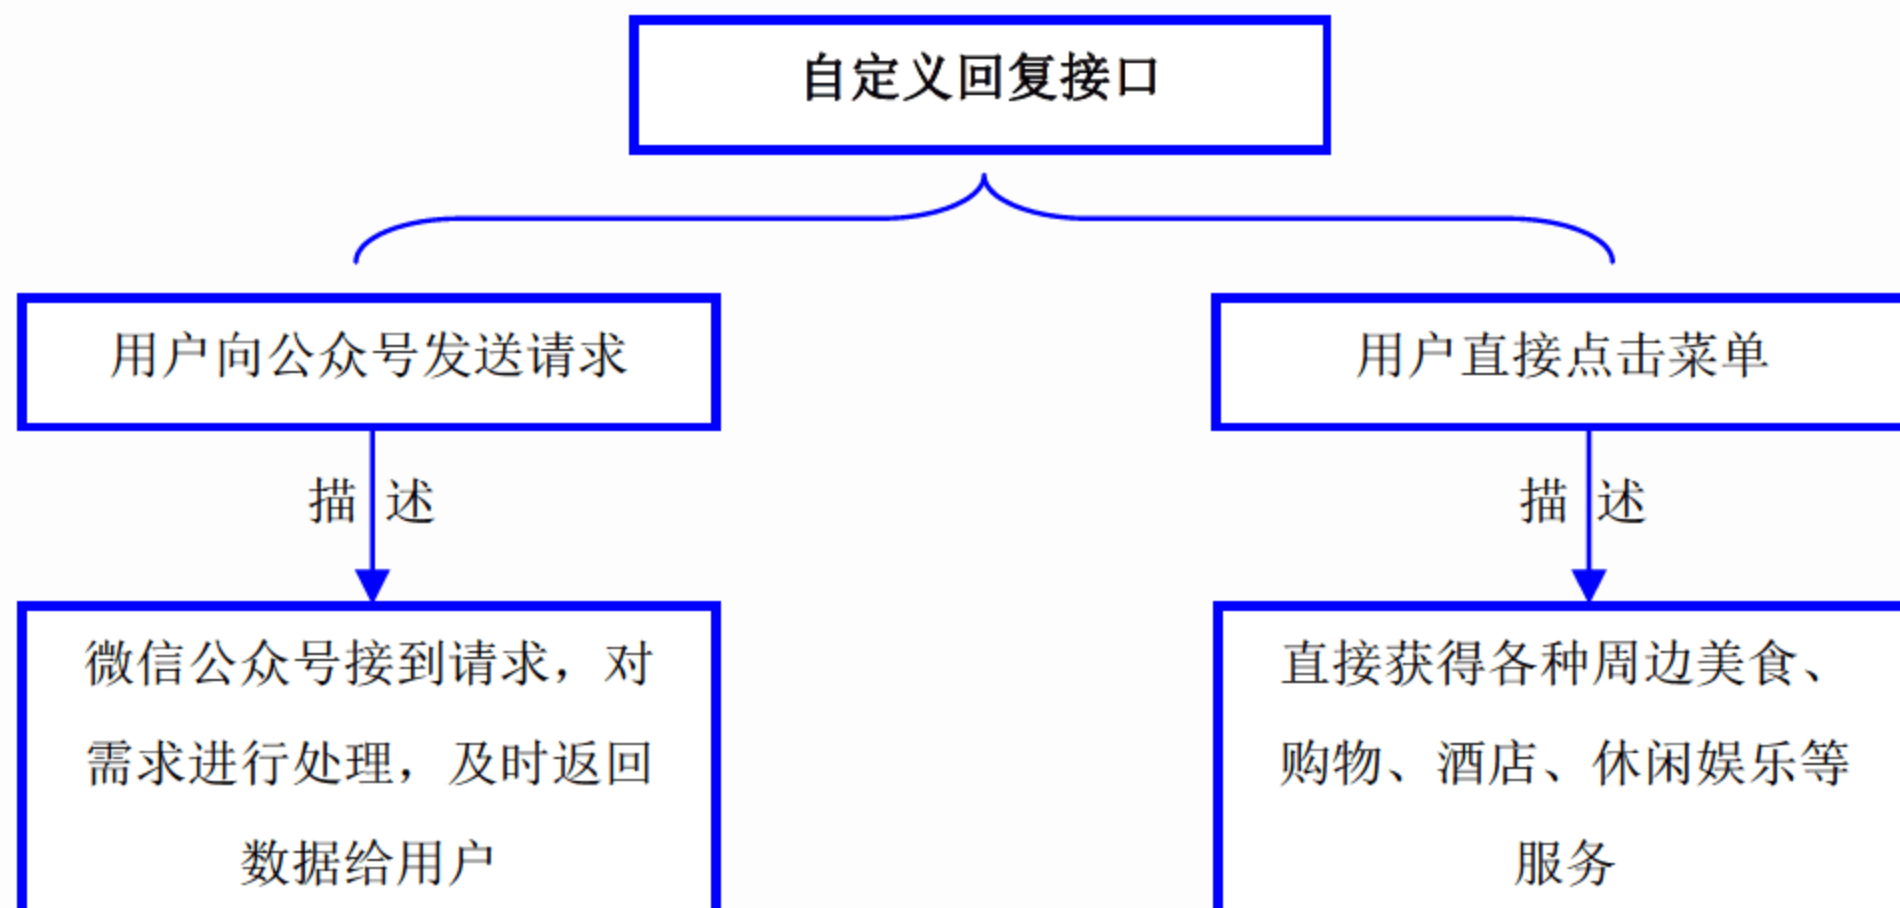 自定义回复接口
用户向公众号发送请求
用户直接点击菜单
描述
描述
微信公众号接到请求，对
需求进行处理，及时返回
数据给用户
直接获得各种周边美食、
购物、酒店、休闲娱乐等
服务